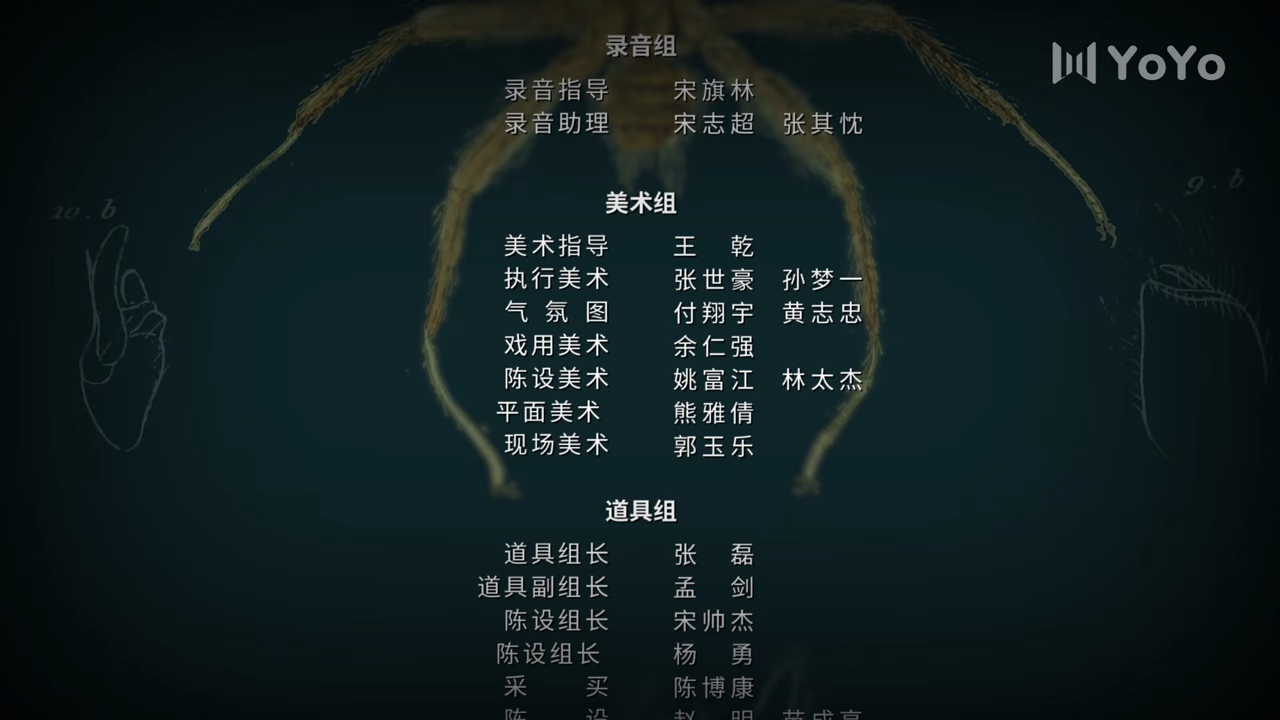 YoYo
录音组
录音指导 宋旗林
录音助理 宋志超 张其忱
10.b
9.b
美术组
美术指导 王 乾
执行美术 张世豪 孙梦一
气氛图 付翔宇 黄志忠
戏用美术 余仁强
陈设美术 姚富江 林太杰
平面美术 熊雅倩
现场美术 郭玉乐
道具组
道具组长 张 磊
道具副组长 孟 剑
陈设组长 宋帅杰
陈设组长 杨 勇
采 买 陈博康
陈 设